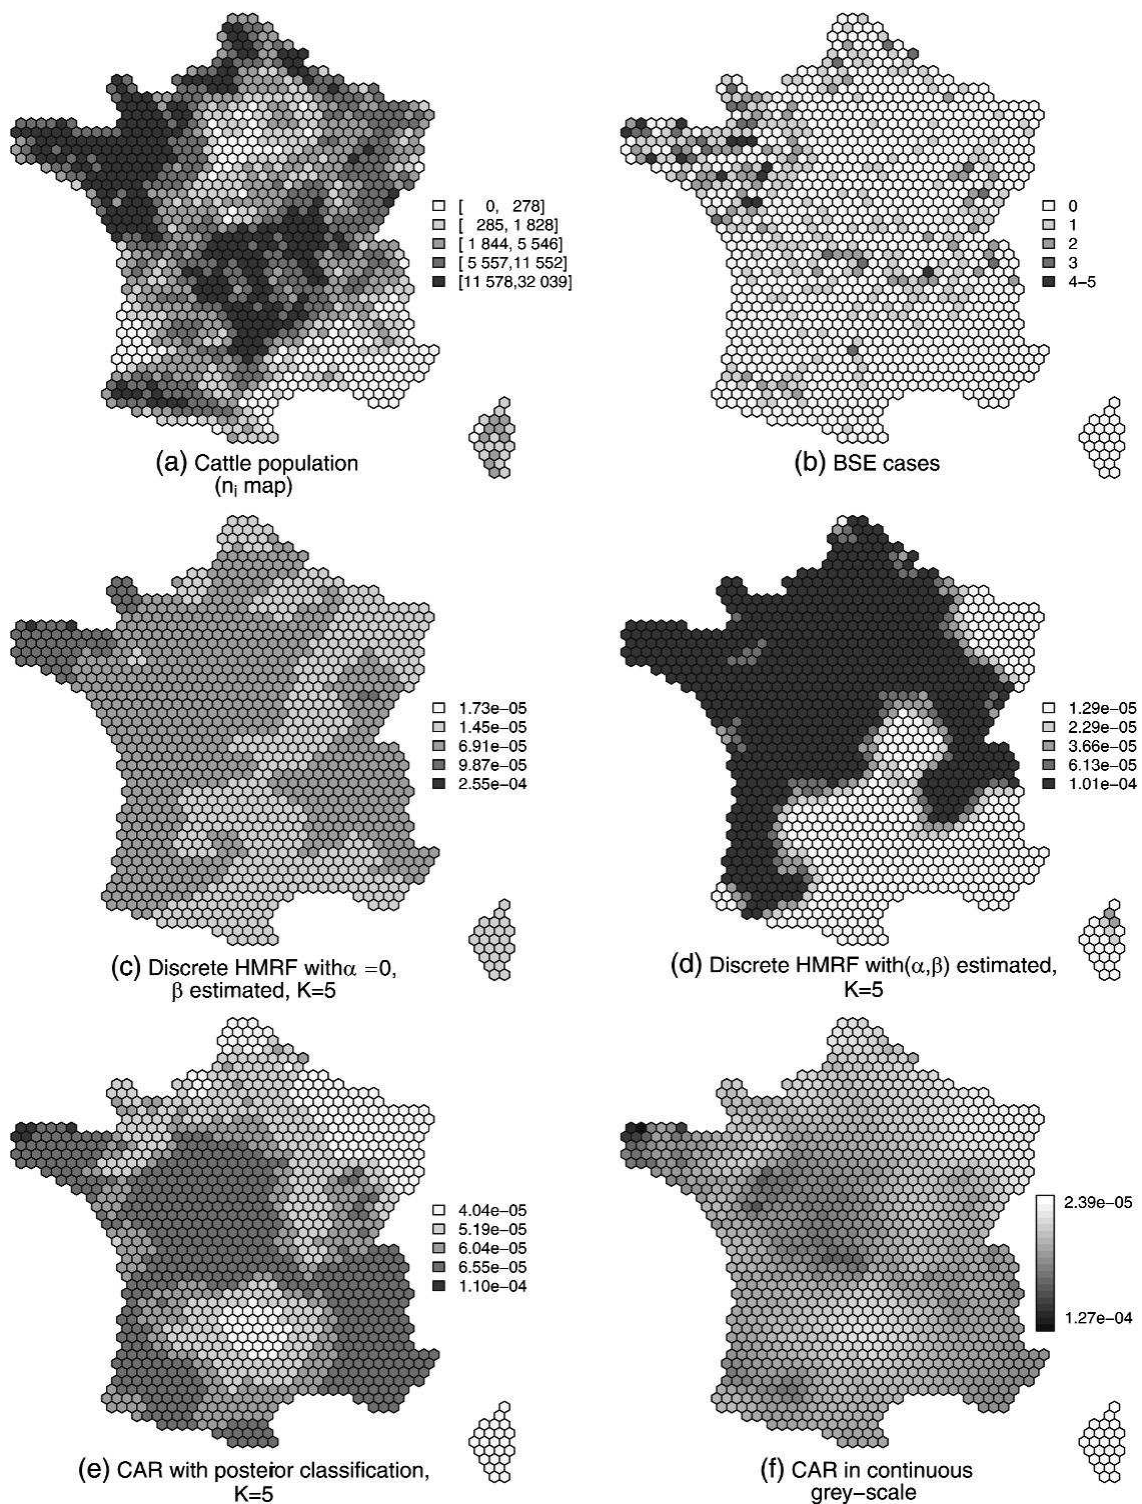 [ 0, 278]
[ 285, 1 828]
[ 1 844, 5 546]
[ 5 557,11 552]
[11 578,32 039]
(a) Cattle population
(ni map)
0
1
2
3
4−5
(b) BSE cases
1.73e−05
1.45e−05
6.91e−05
9.87e−05
2.55e−04
(c) Discrete HMRF withα =0,
β estimated, K=5
1.29e−05
2.29e−05
3.66e−05
6.13e−05
1.01e−04
(d) Discrete HMRF with(α,β) estimated,
K=5
4.04e−05
5.19e−05
6.04e−05
6.55e−05
1.10e−04
(e) CAR with posterior classification,
K=5
2.39e−05
1.27e−04
(f) CAR in continuous
grey−scale